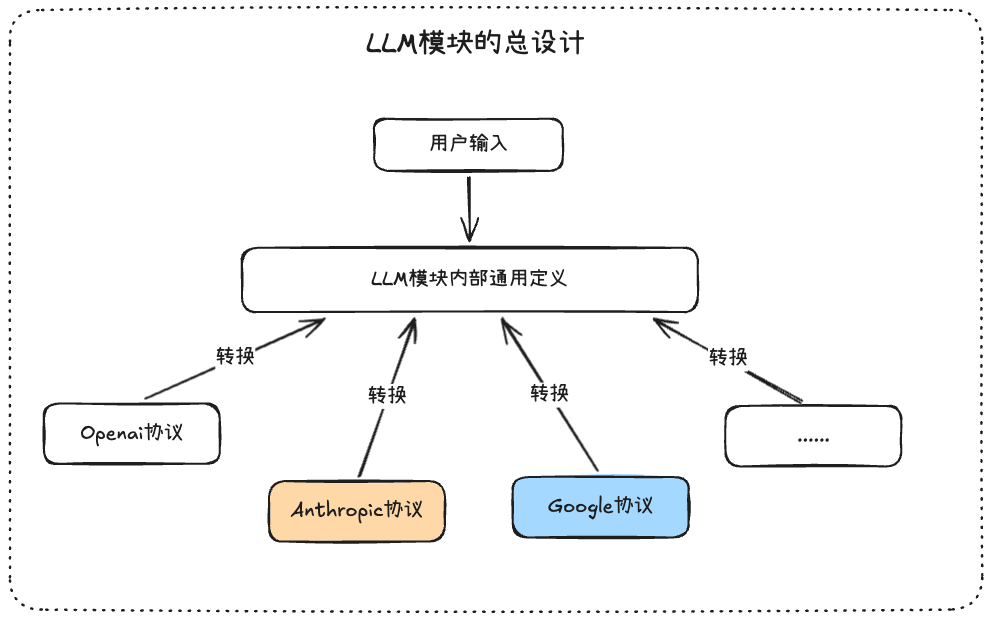 LLM模块的总设计
用户输入
LLM模块内部通用定义
转换
转换
转换
转换
Openai协议
......
Anthropic协议
Google协议